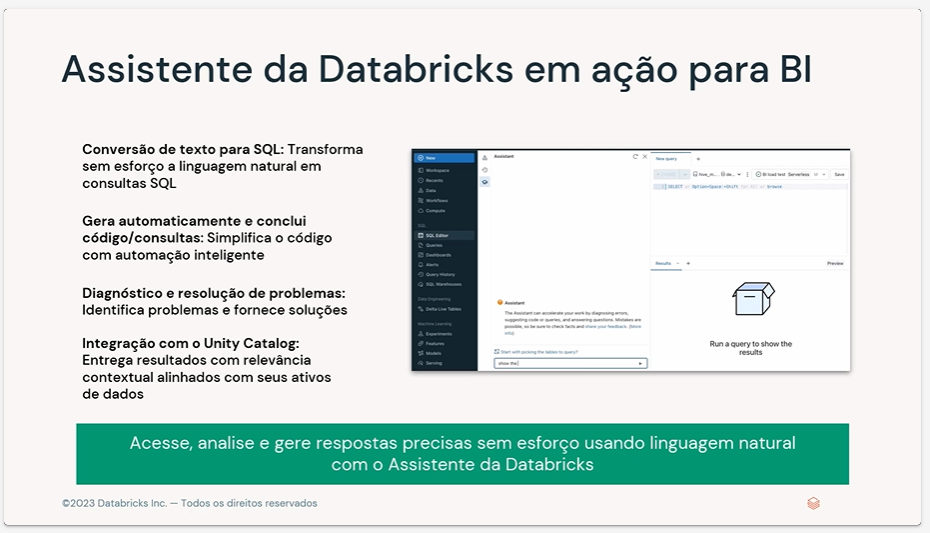 Assistente da Databricks em ação para BI
Conversão de texto para SQL: Transforma
sem esforço a linguagem natural em
consultas SQL
Gera automaticamente e conclui
código/consultas: Simplifica o código
com automação inteligente
Diagnóstico e resolução de problemas:
Identifica problemas e fornece soluções
Integração com o Unity Catalog:
Entrega resultados com relevância
contextual alinhados com seus ativos
de dados
New
Workspace
Recents
Data
Workflows
Compute
SQL
SQL Editor
Queries
Dashboards
Alerts
Query History
SQL Warehouses
Data Engineering
Delta Live Tables
Machine Learning
Experiments
Features
Models
Serving
Assistant
Assistant
The Assistant can accelerate your work by diagnosing errors,
suggesting code or queries, and answering questions. Mistakes are
possible, so be sure to check facts and share your feedback. (More
info)
Start with picking the tables to query?
show the
New query
BI load test Serverless
Save
SELECT
Results
Preview
Run a query to show the
results
Acesse, analise e gere respostas precisas sem esforço usando linguagem natural
com o Assistente da Databricks
©2023 Databricks Inc. — Todos os direitos reservados